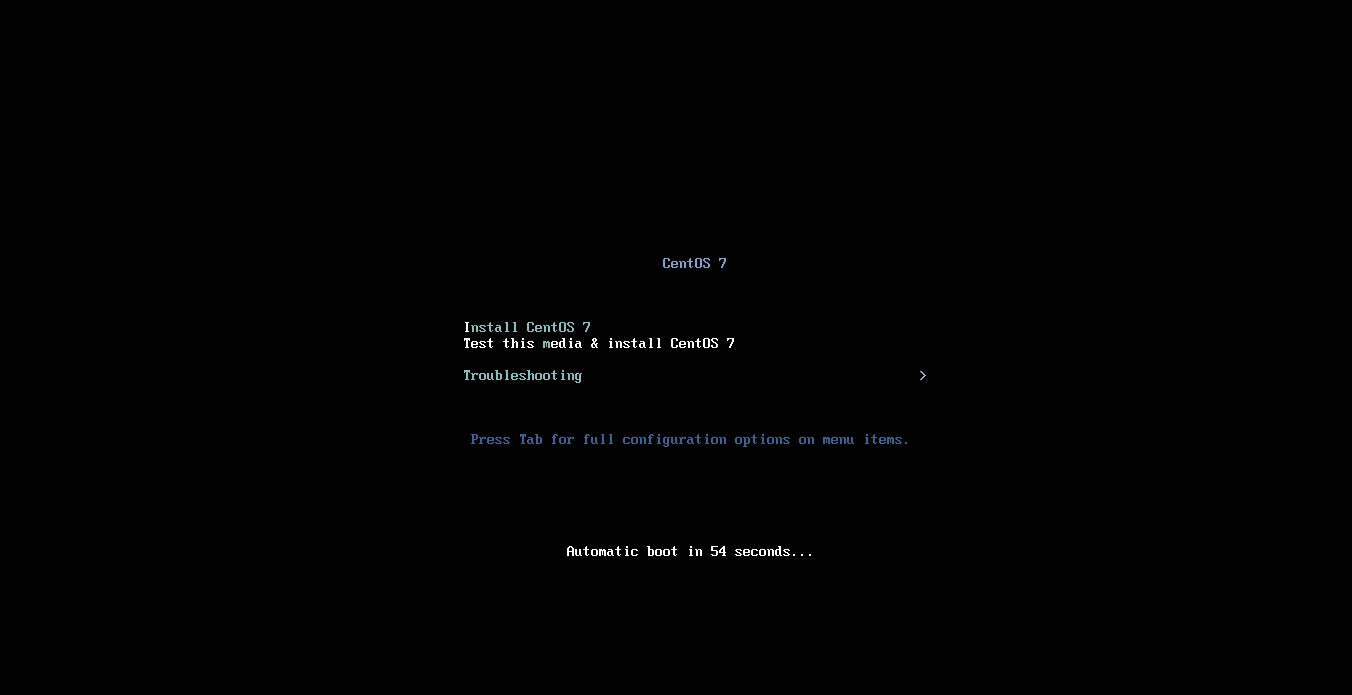 CentOS 7
Install CentOS 7
Test this media & install CentOS 7
Troubleshooting >
Press Tab for full configuration options on menu items.
Automatic boot in 54 seconds...